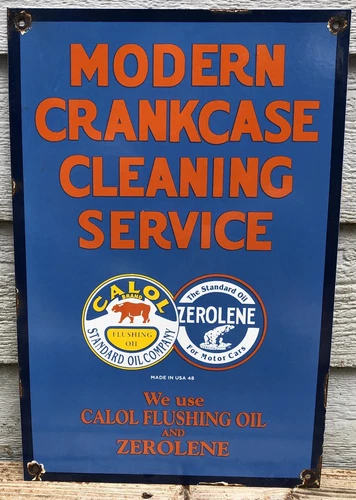 MODERN
CRANKCASE
CLEANING
SERVICE
CALOL
BRAND
FLUSHING
OIL
STANDARD OIL COMPANY
The Standard Oil
ZEROLENE
For Motor Cars
MADE IN USA 48
We use
CALOL FLUSHING OIL
AND
ZEROLENE